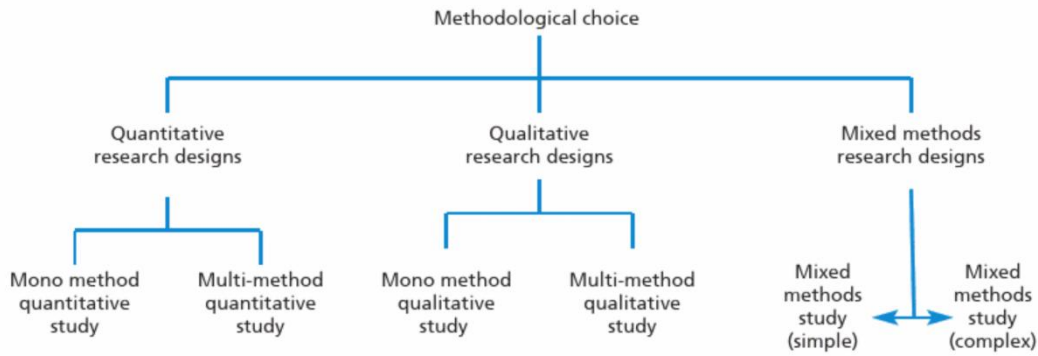 Methodological choice
Quantitative
research designs
Qualitative
research designs
Mixed methods
research designs
Mono method
quantitative
study
Multi-method
quantitative
study
Mono method
qualitative
study
Multi-method
qualitative
study
Mixed
methods
study
(simple)
Mixed
methods
study
(complex)